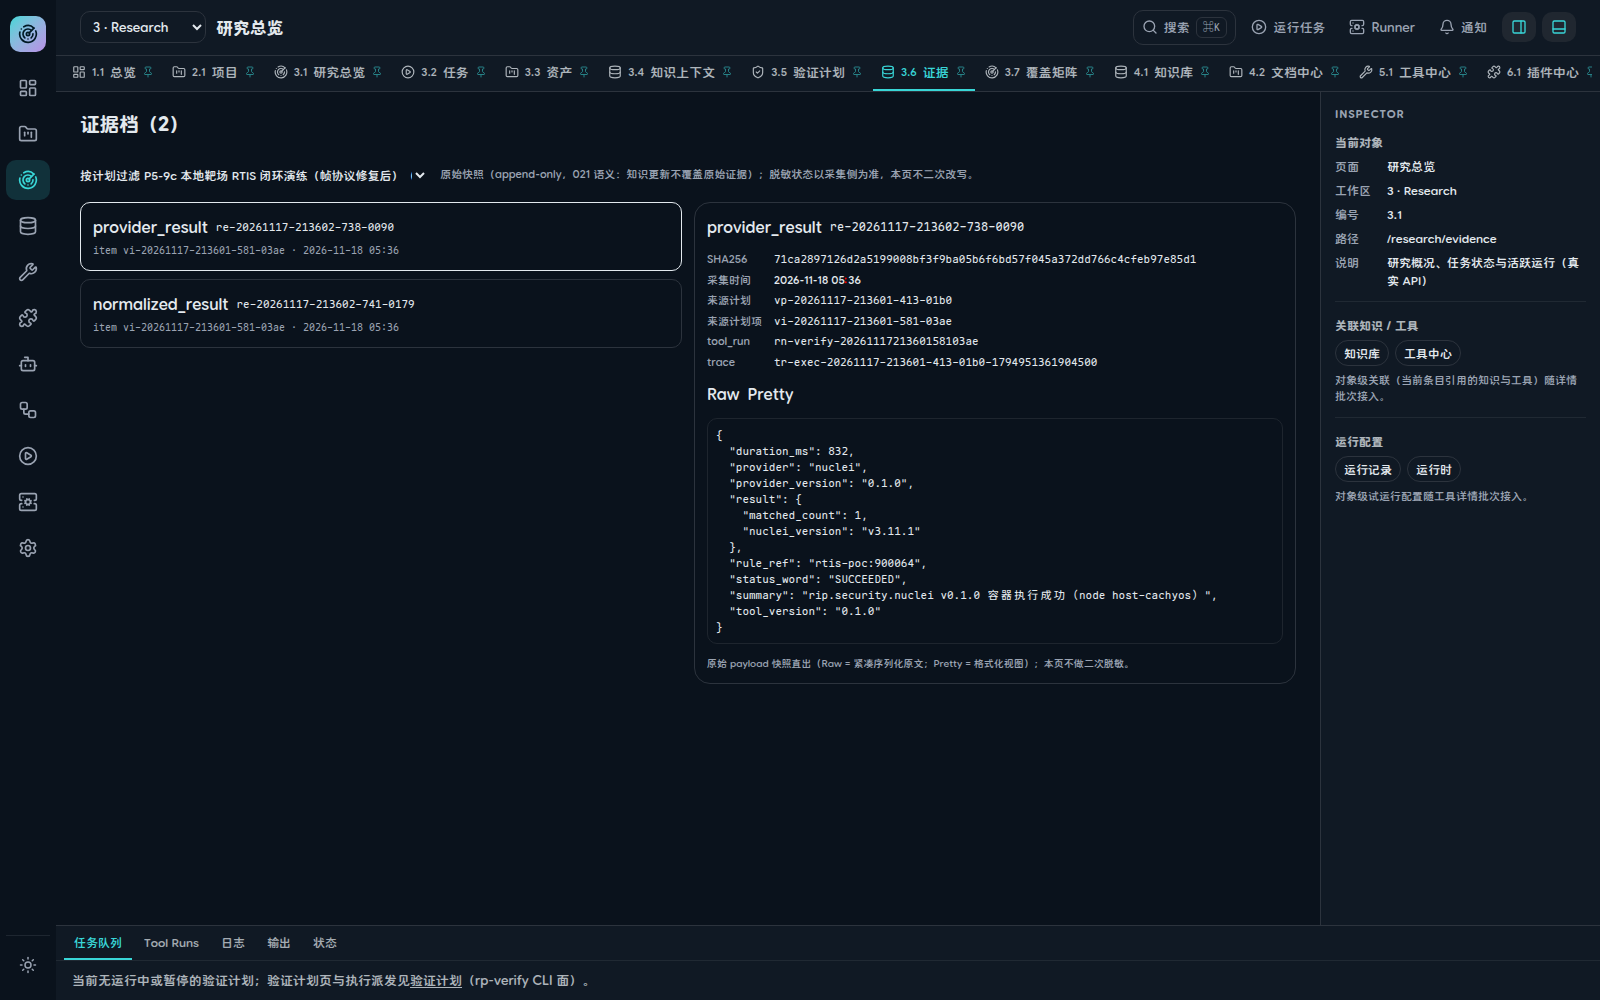 3 · Research
研究总览
搜索 ⌘K
运行任务
Runner
通知
1.1 总览
2.1 项目
3.1 研究总览
3.2 任务
3.3 资产
3.4 知识上下文
3.5 验证计划
3.6 证据
3.7 覆盖矩阵
4.1 知识库
4.2 文档中心
5.1 工具中心
6.1 插件中心
证据档（2）
按计划过滤 P5-9c 本地靶场 RTIS 闭环演练（帧协议修复后）
原始快照（append-only，021 语义：知识更新不覆盖原始证据）；脱敏状态以采集侧为准，本页不二次改写。
provider_result re-20261117-213602-738-0090
item vi-20261117-213601-581-03ae · 2026-11-18 05:36
normalized_result re-20261117-213602-741-0179
item vi-20261117-213601-581-03ae · 2026-11-18 05:36
provider_result re-20261117-213602-738-0090
SHA256 71ca2897126d2a5199008bf3f9ba05b6f6bd57f045a372dd766c4cfeb97e85d1
采集时间 2026-11-18 05:36
来源计划 vp-20261117-213601-413-01b0
来源计划项 vi-20261117-213601-581-03ae
tool_run rn-verify-2026111721360158103ae
trace tr-exec-20261117-213601-413-01b0-1794951361904500
Raw Pretty
{
"duration_ms": 832,
"provider": "nuclei",
"provider_version": "0.1.0",
"result": {
"matched_count": 1,
"nuclei_version": "v3.11.1"
},
"rule_ref": "rtis-poc:900064",
"status_word": "SUCCEEDED",
"summary": "rip.security.nuclei v0.1.0 容器执行成功（node host-cachyos）",
"tool_version": "0.1.0"
}
原始 payload 快照直出（Raw = 紧凑序列化原文；Pretty = 格式化视图）；本页不做二次脱敏。
INSPECTOR
当前对象
页面 研究总览
工作区 3 · Research
编号 3.1
路径 /research/evidence
说明 研究概况、任务状态与活跃运行（真
实 API）
关联知识 / 工具
知识库 工具中心
对象级关联（当前条目引用的知识与工具）随详情
批次接入。
运行配置
运行记录 运行时
对象级试运行配置随工具详情批次接入。
任务队列 Tool Runs 日志 输出 状态
当前无运行中或暂停的验证计划；验证计划页与执行派发见验证计划（rp-verify CLI 面）。